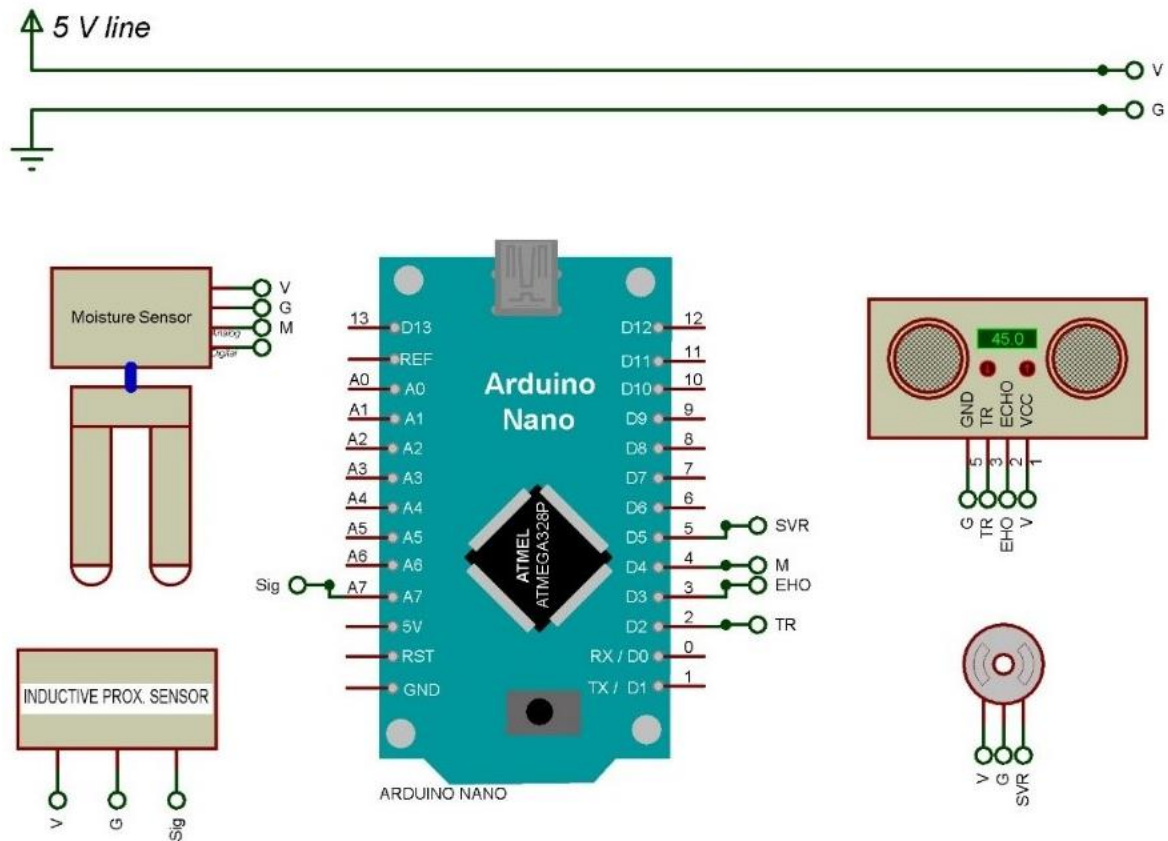 5 V line
V
G
Moisture Sensor
V
G
M
Analog
Digital
13
D13
REF
A0
A0
A1
A1
A2
A2
A3
A3
A4
A4
A5
A5
A6
A6
A7
A7
Sig
5V
RST
GND
Arduino
Nano
ATMEL
ATMEGA328P
D12
12
D11
11
D10
10
D9
9
D8
8
D7
7
D6
6
D5
5
SVR
D4
4
M
D3
3
EHO
D2
2
TR
RX / D0
0
TX / D1
1
ARDUINO NANO
45.0
GND
TR
ECHO
VCC
5
3
2
1
G
TR
EHO
V
INDUCTIVE PROX. SENSOR
V
G
Sig
V
G
SVR